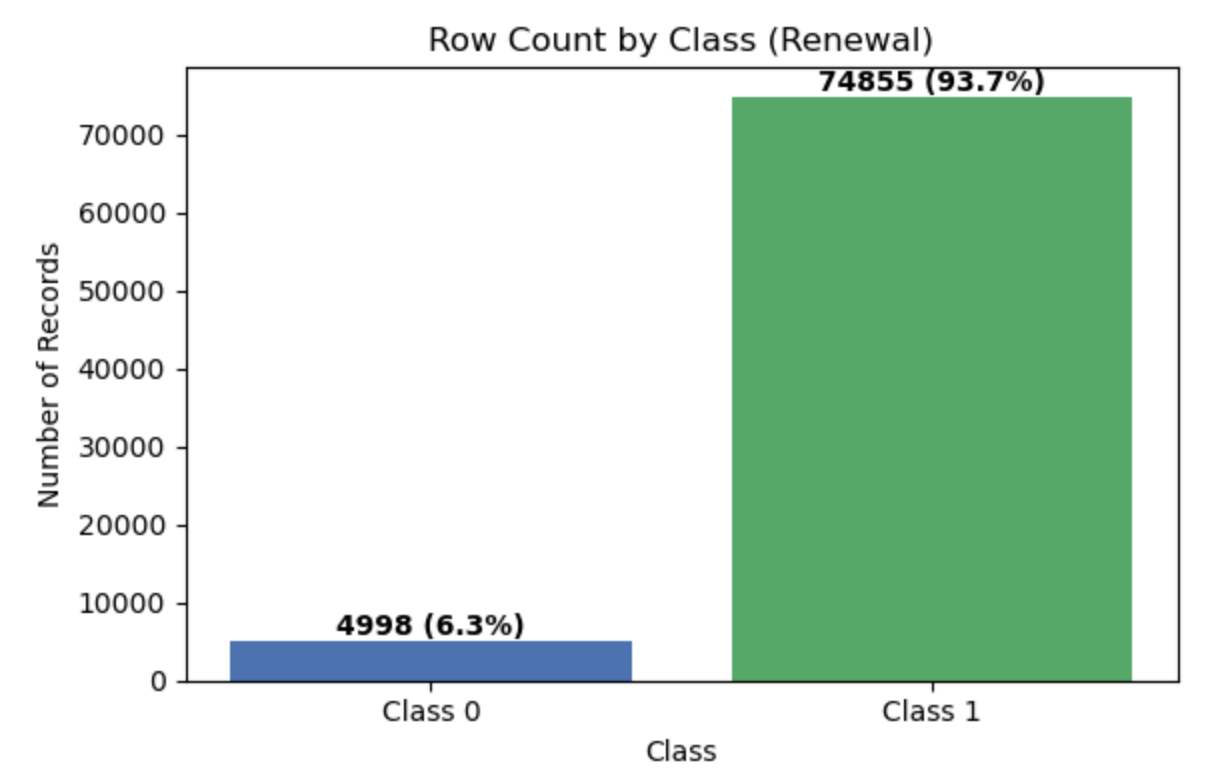 Row Count by Class (Renewal)
74855 (93.7%)
70000
60000
50000
40000
30000
20000
10000
0
Number of Records
4998 (6.3%)
Class 0
Class 1
Class